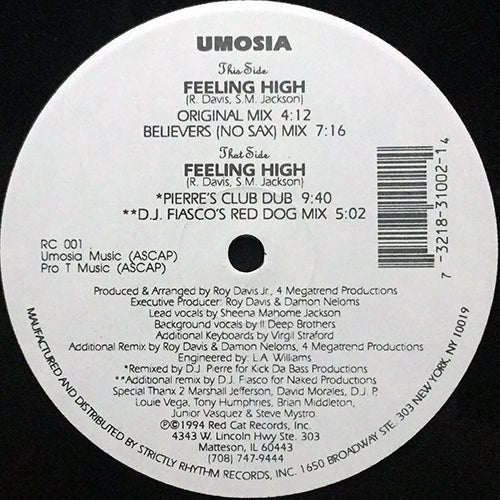 UMOSIA
This Side
FEELING HIGH
(R. Davis, S.M. Jackson)
ORIGINAL MIX 4:12
BELIEVERS (NO SAX) MIX 7:16
That Side
FEELING HIGH
(R. Davis, S.M. Jackson)
*PIERRE'S CLUB DUB 9:40
**D.J. FIASCO'S RED DOG MIX 5:02
7 73218-31002-1 4
RC 001
Umosia Music (ASCAP)
Pro T Music (ASCAP)
Produced & Arranged by Roy Davis Jr., 4 Megatrend Productions
Executive Producer: Roy Davis & Damon Neloms
Lead vocals by Sheena Mahome Jackson
Background vocals by II Deep Brothers
Additional Keyboards by Virgil Straford
Additional Remix by Roy Davis & Damon Neloms, 4 Megatrend Productions
Engineered by: L.A. Williams
*Remixed by D.J. Pierre for Kick Da Bass Productions
**Additional remix by D.J. Fiasco for Naked Productions
Special Thanx 2 Marshall Jefferson, David Morales, D.J. P.
Louie Vega, Tony Humphries, Brian Middleton,
Junior Vasquez & Steve Mystro.
℗©1994 Red Cat Records, Inc.
4343 W. Lincoln Hwy Ste. 303
Matteson, IL 60443
(708) 747-9444
MAUFACTURED AND DISTRIBUTED BY STRICTLY RHYTHM RECORDS, INC. 1650 BROADWAY STE. 303 NEW YORK, NY 10019